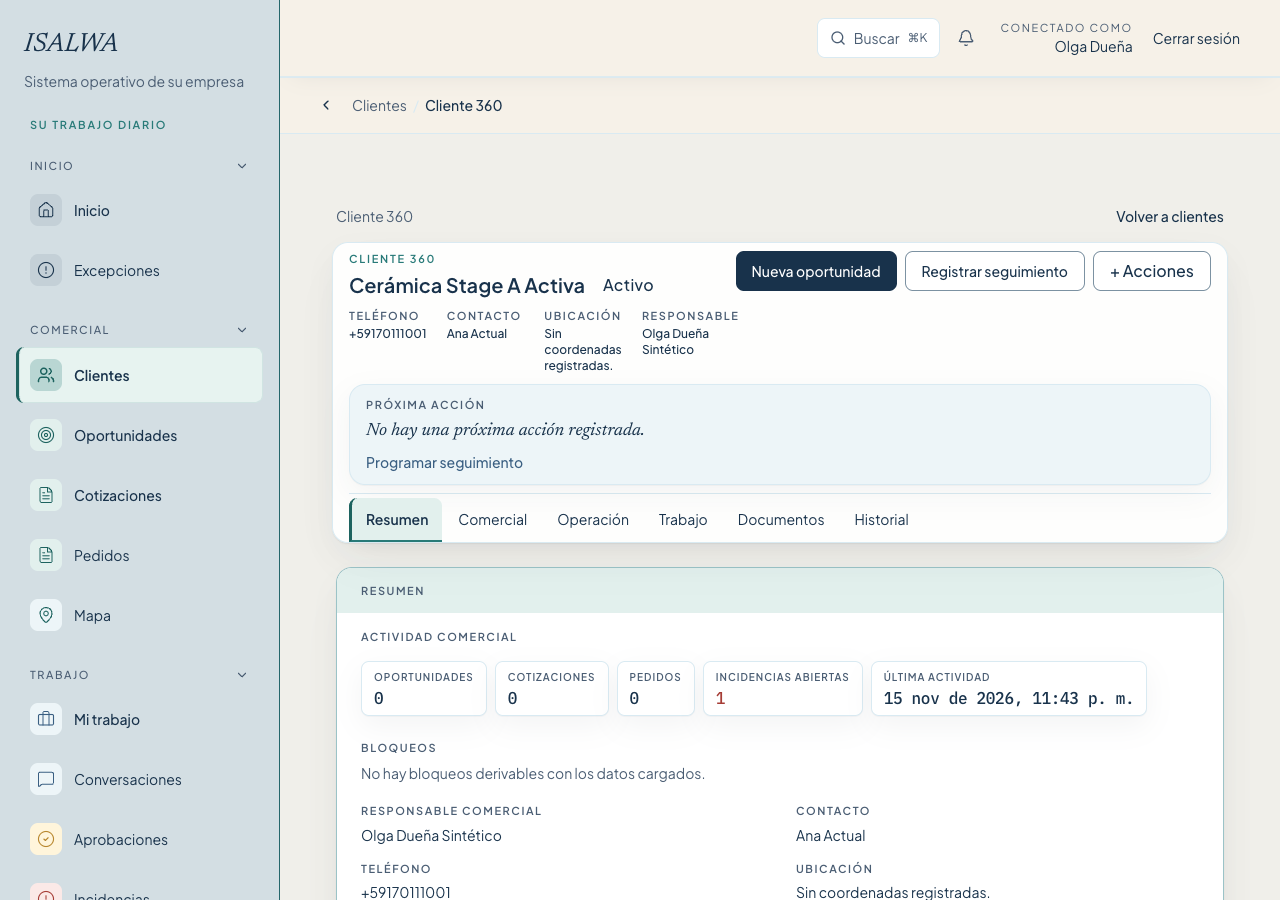 ISALWA
Sistema operativo de su empresa
SU TRABAJO DIARIO
INICIO
Inicio
Excepciones
COMERCIAL
Clientes
Oportunidades
Cotizaciones
Pedidos
Mapa
TRABAJO
Mi trabajo
Conversaciones
Aprobaciones
Incidencias
Buscar ⌘K
CONECTADO COMO
Olga Dueña
Cerrar sesión
Clientes / Cliente 360
Cliente 360
Volver a clientes
CLIENTE 360
Cerámica Stage A Activa Activo
Nueva oportunidad
Registrar seguimiento
+ Acciones
TELÉFONO
+59170111001
CONTACTO
Ana Actual
UBICACIÓN
Sin
coordenadas
registradas.
RESPONSABLE
Olga Dueña
Sintético
PRÓXIMA ACCIÓN
No hay una próxima acción registrada.
Programar seguimiento
Resumen Comercial Operación Trabajo Documentos Historial
RESUMEN
ACTIVIDAD COMERCIAL
OPORTUNIDADES
0
COTIZACIONES
0
PEDIDOS
0
INCIDENCIAS ABIERTAS
1
ÚLTIMA ACTIVIDAD
15 nov de 2026, 11:43 p. m.
BLOQUEOS
No hay bloqueos derivables con los datos cargados.
RESPONSABLE COMERCIAL
Olga Dueña Sintético
CONTACTO
Ana Actual
TELÉFONO
+59170111001
UBICACIÓN
Sin coordenadas registradas.